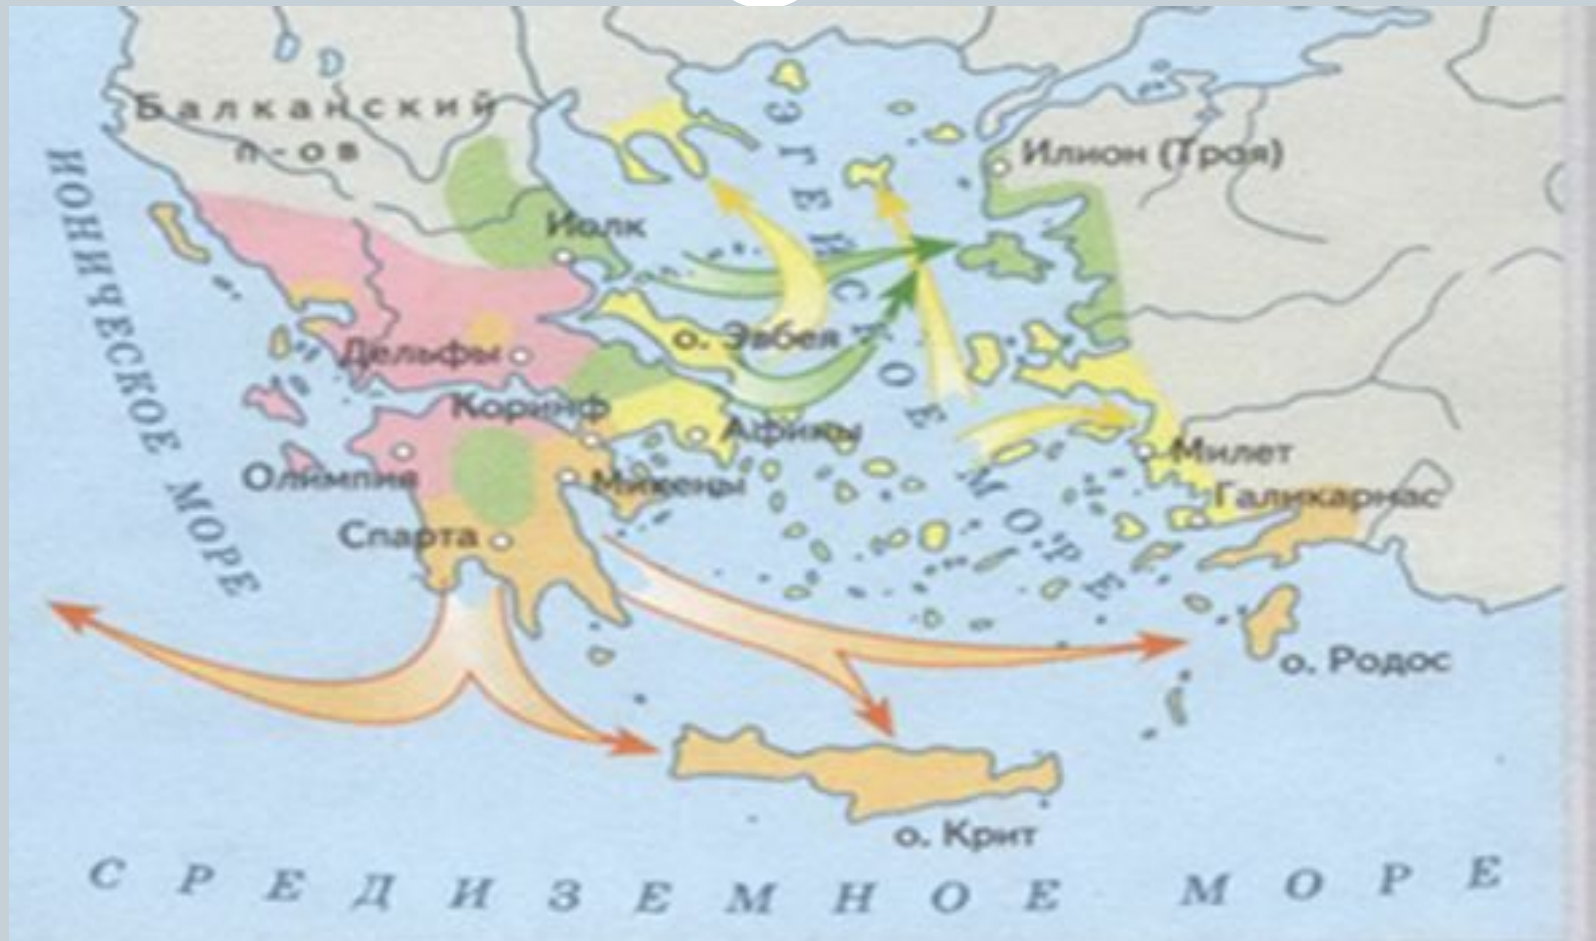 Балканский
п-ов
ИОНИЧЕСКОЕ МОРЕ
ЭГЕЙСКОЕ МОРЕ
Илион (Троя)
Иолк
о. Эвбея
Дельфы
Коринф
Афины
Олимпия
Микены
Милет
Галикарнас
Спарта
о. Родос
о. Крит
СРЕДИЗЕМНОЕ МОРЕ